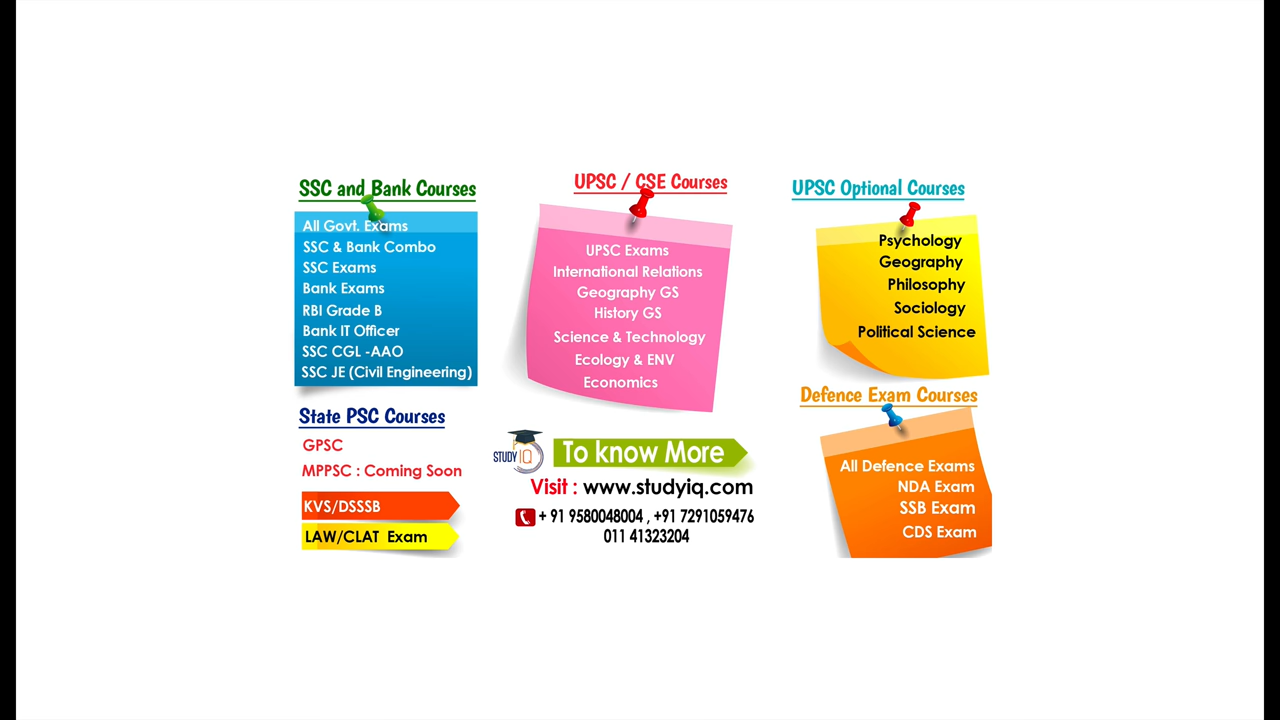 SSC and Bank Courses
All Govt. Exams
SSC & Bank Combo
SSC Exams
Bank Exams
RBI Grade B
Bank IT Officer
SSC CGL -AAO
SSC JE (Civil Engineering)
State PSC Courses
GPSC
MPPSC : Coming Soon
KVS/DSSSB
LAW/CLAT Exam
UPSC / CSE Courses
UPSC Exams
International Relations
Geography GS
History GS
Science & Technology
Ecology & ENV
Economics
STUDY IQ
To know More
Visit : www.studyiq.com
+ 91 9580048004 , +91 7291059476
011 41323204
UPSC Optional Courses
Psychology
Geography
Philosophy
Sociology
Political Science
Defence Exam Courses
All Defence Exams
NDA Exam
SSB Exam
CDS Exam